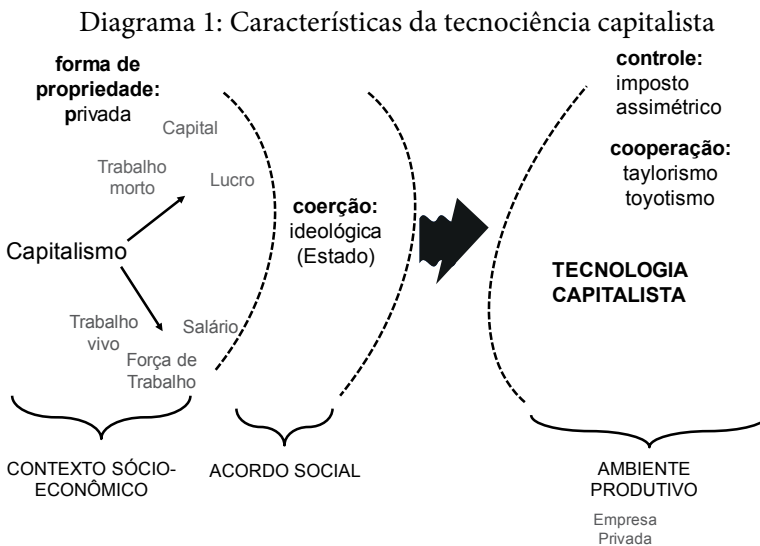 Diagrama 1: Características da tecnociência capitalista
forma de
propriedade:
privada
Capital
Trabalho
morto
Lucro
Capitalismo
Trabalho
vivo
Salário
Força de
Trabalho
coerção:
ideológica
(Estado)
controle:
imposto
assimétrico
cooperação:
taylorismo
toyotismo
TECNOLOGIA
CAPITALISTA
CONTEXTO SÓCIO-
ECONÔMICO
ACORDO SOCIAL
AMBIENTE
PRODUTIVO
Empresa
Privada